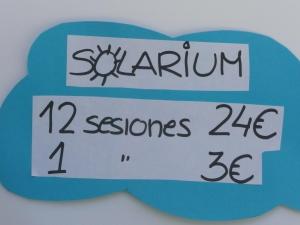 SOLARIUM
12 sesiones 24€
1 " 3€